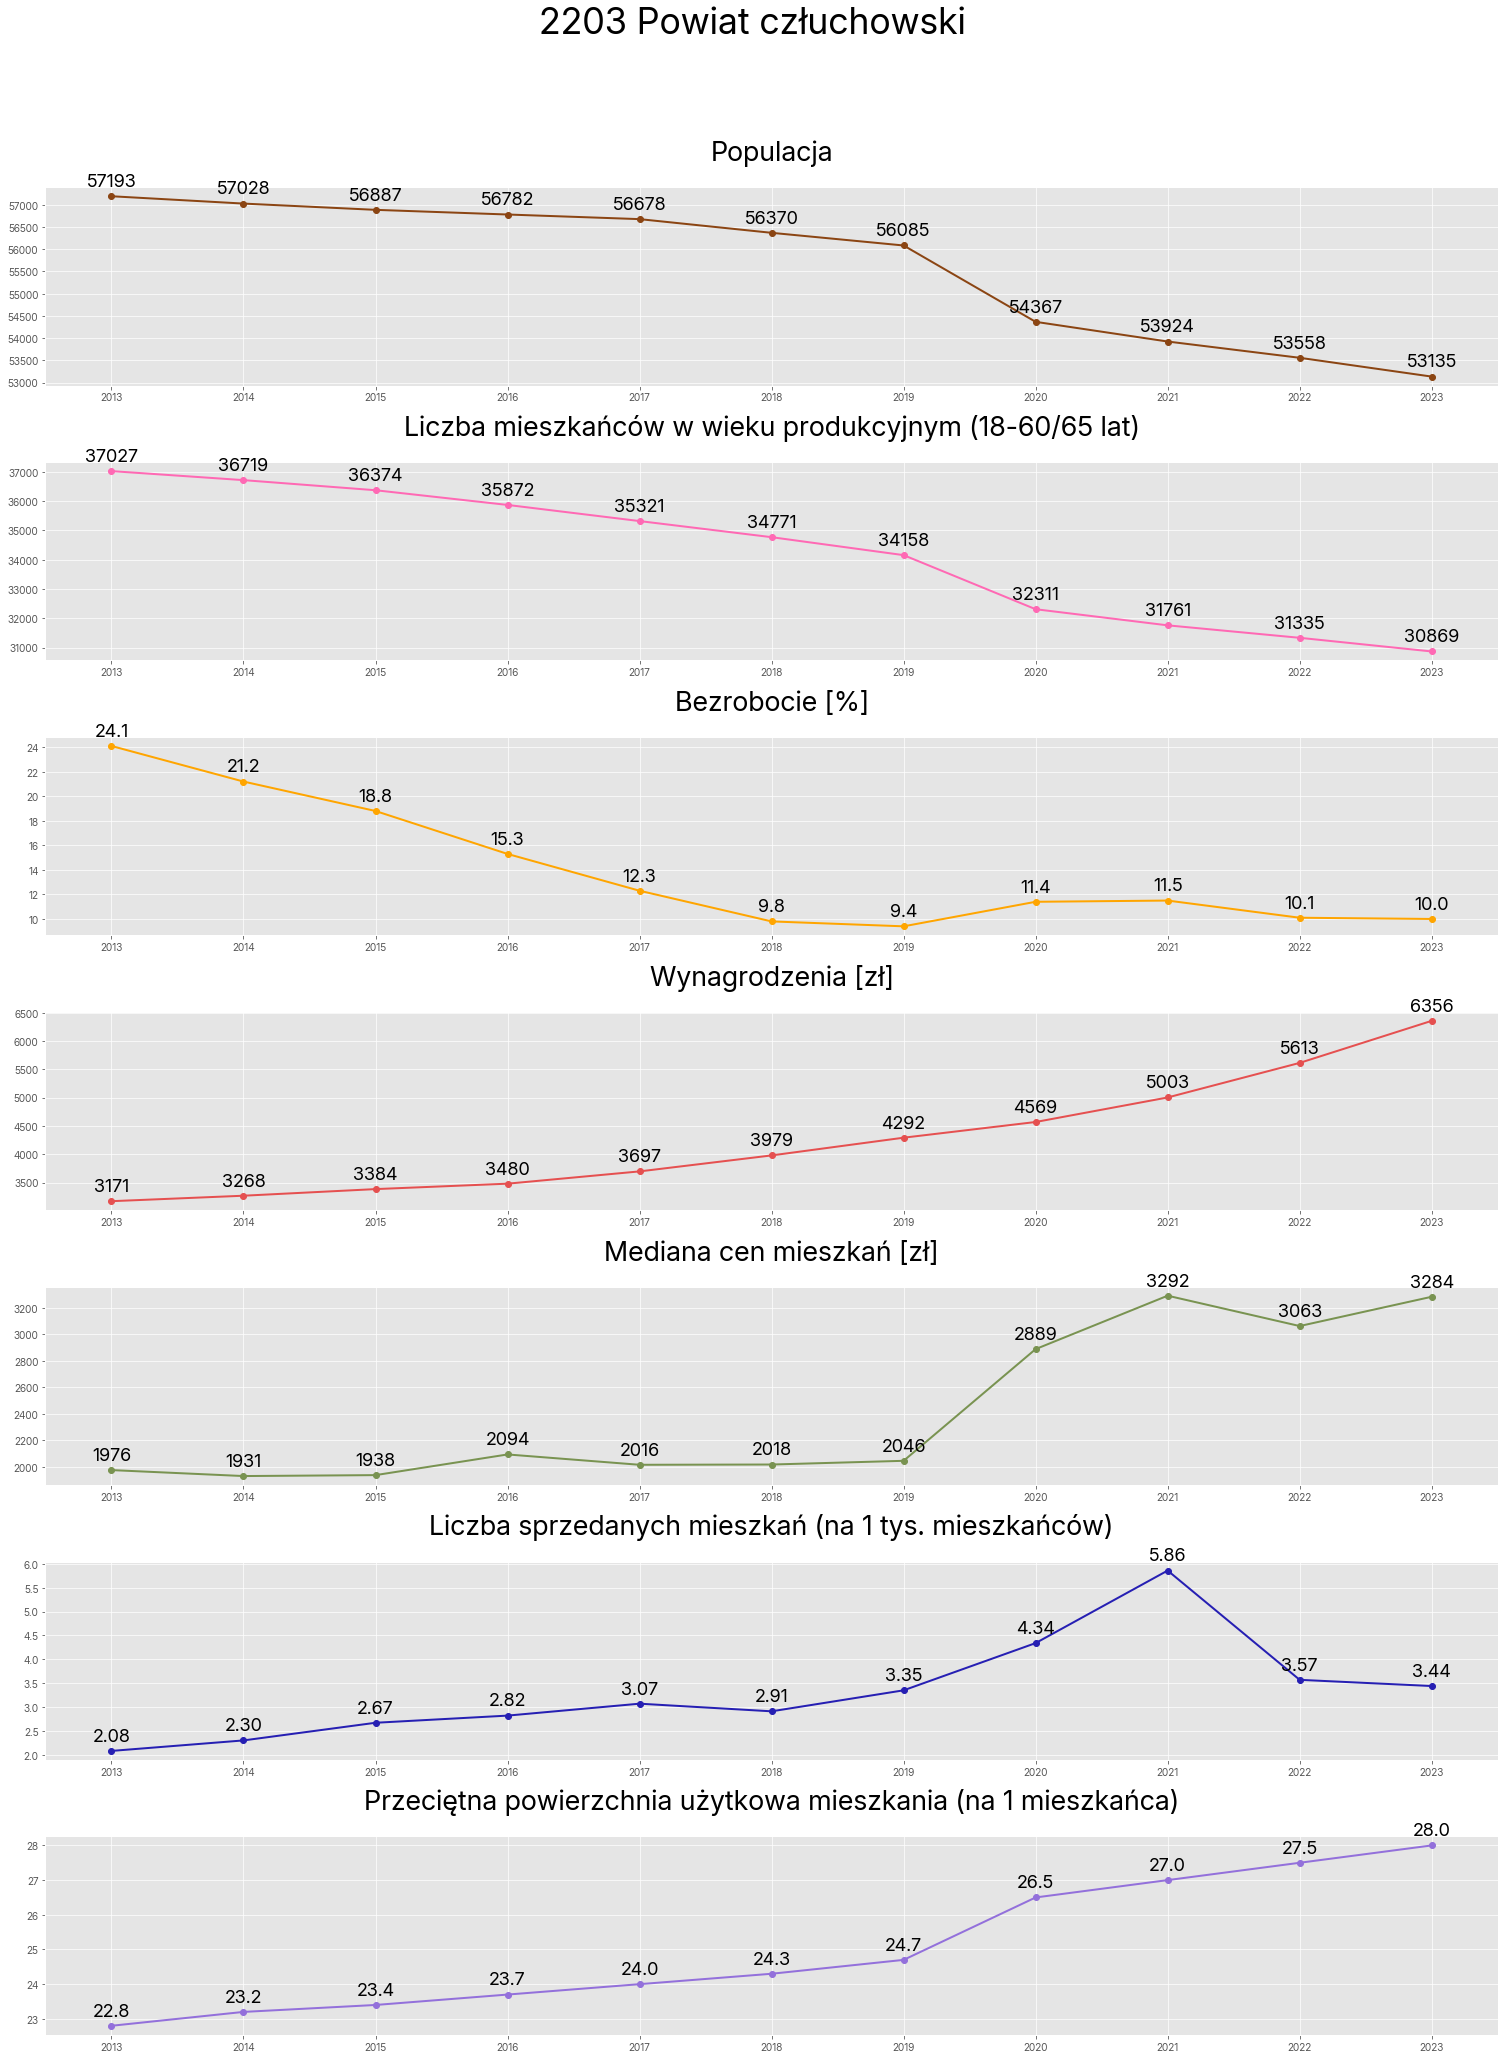 2203 Powiat człuchowski
Populacja
57193 57028 56887 56782 56678 56370 56085 54367 53924 53558 53135
57000
56500
56000
55500
55000
54500
54000
53500
53000
2013 2014 2015 2016 2017 2018 2019 2020 2021 2022 2023
Liczba mieszkańców w wieku produkcyjnym (18-60/65 lat)
37027 36719 36374 35872 35321 34771 34158 32311 31761 31335 30869
37000
36000
35000
34000
33000
32000
31000
2013 2014 2015 2016 2017 2018 2019 2020 2021 2022 2023
Bezrobocie [%]
24.1 21.2 18.8 15.3 12.3 9.8 9.4 11.4 11.5 10.1 10.0
24
22
20
18
16
14
12
10
2013 2014 2015 2016 2017 2018 2019 2020 2021 2022 2023
Wynagrodzenia [zł]
3171 3268 3384 3480 3697 3979 4292 4569 5003 5613 6356
6500
6000
5500
5000
4500
4000
3500
2013 2014 2015 2016 2017 2018 2019 2020 2021 2022 2023
Mediana cen mieszkań [zł]
1976 1931 1938 2094 2016 2018 2046 2889 3292 3063 3284
3200
3000
2800
2600
2400
2200
2000
2013 2014 2015 2016 2017 2018 2019 2020 2021 2022 2023
Liczba sprzedanych mieszkań (na 1 tys. mieszkańców)
2.08 2.30 2.67 2.82 3.07 2.91 3.35 4.34 5.86 3.57 3.44
6.0
5.5
5.0
4.5
4.0
3.5
3.0
2.5
2.0
2013 2014 2015 2016 2017 2018 2019 2020 2021 2022 2023
Przeciętna powierzchnia użytkowa mieszkania (na 1 mieszkańca)
22.8 23.2 23.4 23.7 24.0 24.3 24.7 26.5 27.0 27.5 28.0
28
27
26
25
24
23
2013 2014 2015 2016 2017 2018 2019 2020 2021 2022 2023